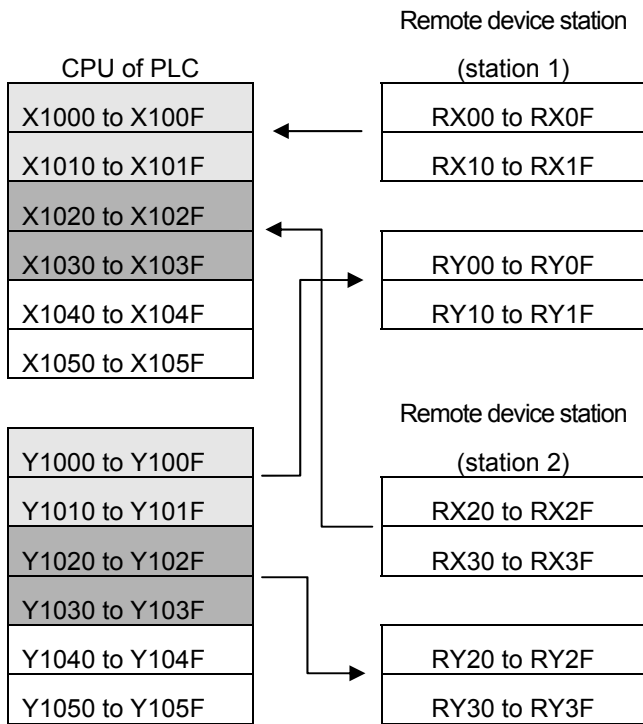 CPU of PLC
X1000 to X100F
X1010 to X101F
X1020 to X102F
X1030 to X103F
X1040 to X104F
X1050 to X105F
Y1000 to Y100F
Y1010 to Y101F
Y1020 to Y102F
Y1030 to Y103F
Y1040 to Y104F
Y1050 to Y105F
Remote device station
(station 1)
RX00 to RX0F
RX10 to RX1F
RY00 to RY0F
RY10 to RY1F
Remote device station
(station 2)
RX20 to RX2F
RX30 to RX3F
RY20 to RY2F
RY30 to RY3F